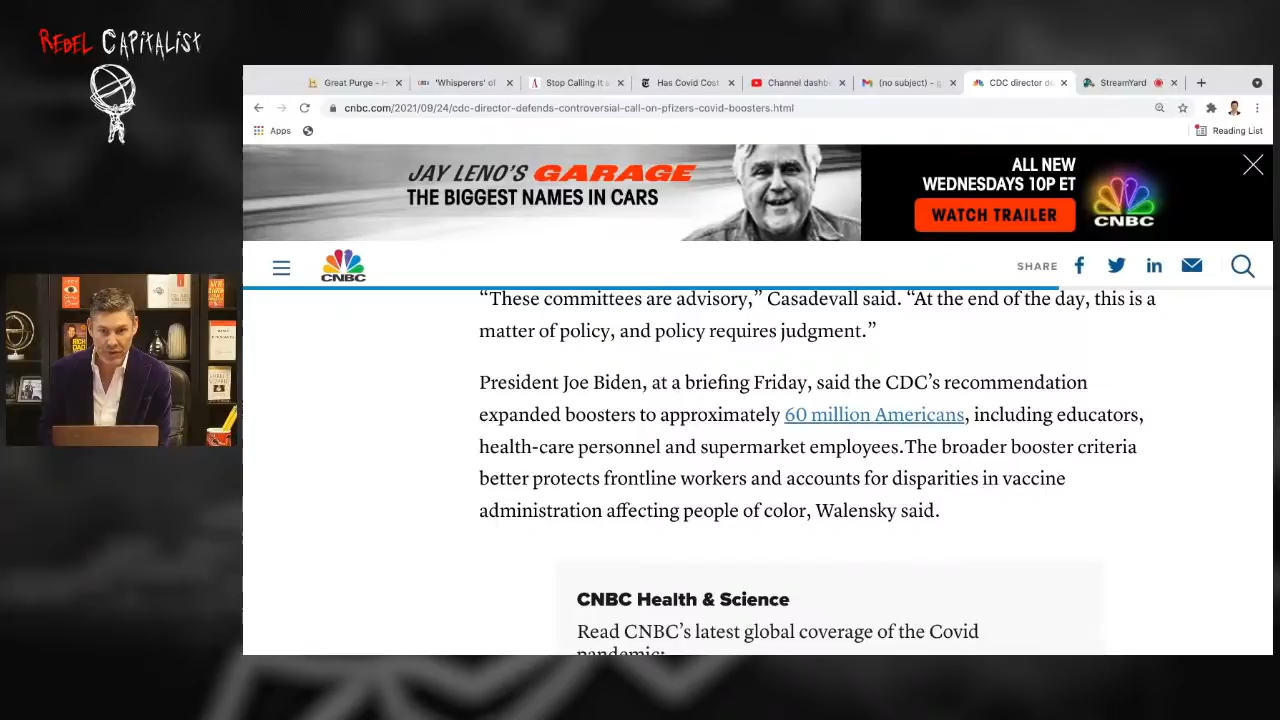 REBEL CAPITALIST
Great Purge - H
'Whisperers' of
Stop Calling It a
Has Covid Cost
Channel dashb
(no subject) - g
CDC director de
StreamYard
cnbc.com/2021/09/24/cdc-director-defends-controversial-call-on-pfizers-covid-boosters.html
Apps
Reading List
JAY LENO'S GARAGE
THE BIGGEST NAMES IN CARS
ALL NEW
WEDNESDAYS 10P ET
WATCH TRAILER
CNBC
CNBC
SHARE
“These committees are advisory,” Casadevall said. “At the end of the day, this is a
matter of policy, and policy requires judgment.”
President Joe Biden, at a briefing Friday, said the CDC’s recommendation
expanded boosters to approximately 60 million Americans, including educators,
health-care personnel and supermarket employees.The broader booster criteria
better protects frontline workers and accounts for disparities in vaccine
administration affecting people of color, Walensky said.
CNBC Health & Science
Read CNBC’s latest global coverage of the Covid
pandemic:
RICH
DAD